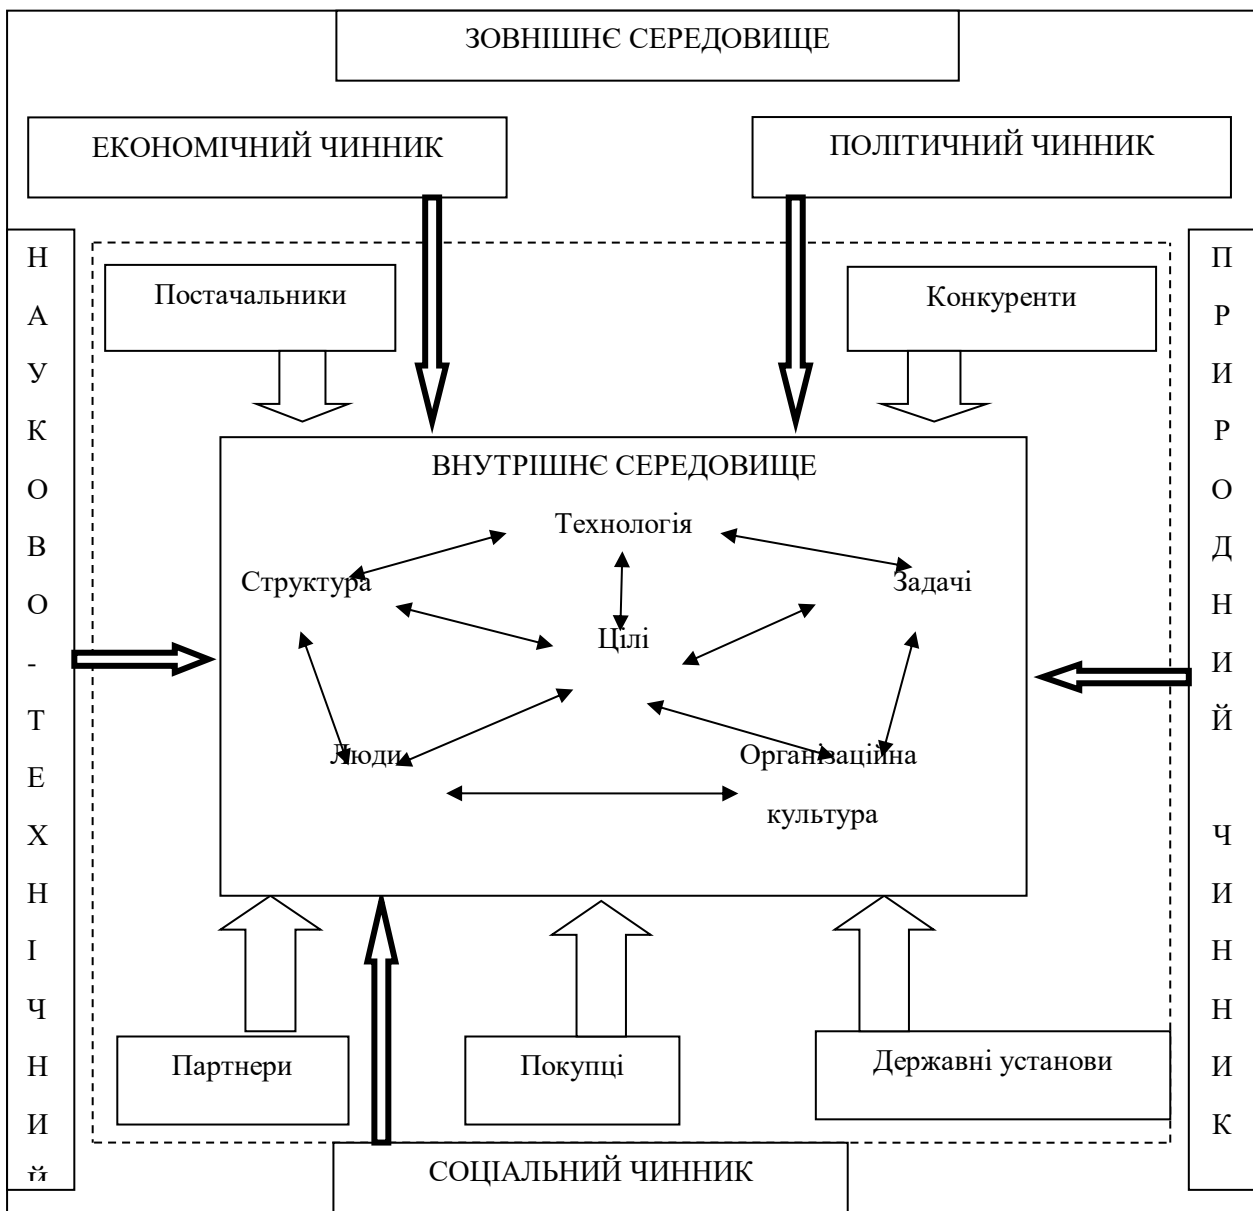 ЗОВНІШНЄ СЕРЕДОВИЩЕ
ЕКОНОМІЧНИЙ ЧИННИК
ПОЛІТИЧНИЙ ЧИННИК
НАУКОВО-ТЕХНІЧНИЙ
ПРИРОДНИЙ ЧИННИК
Постачальники
Конкуренти
ВНУТРІШНЄ СЕРЕДОВИЩЕ
Технологія
Структура
Задачі
Цілі
Люди
Організаційна
культура
Партнери
Покупці
Державні установи
СОЦІАЛЬНИЙ ЧИННИК